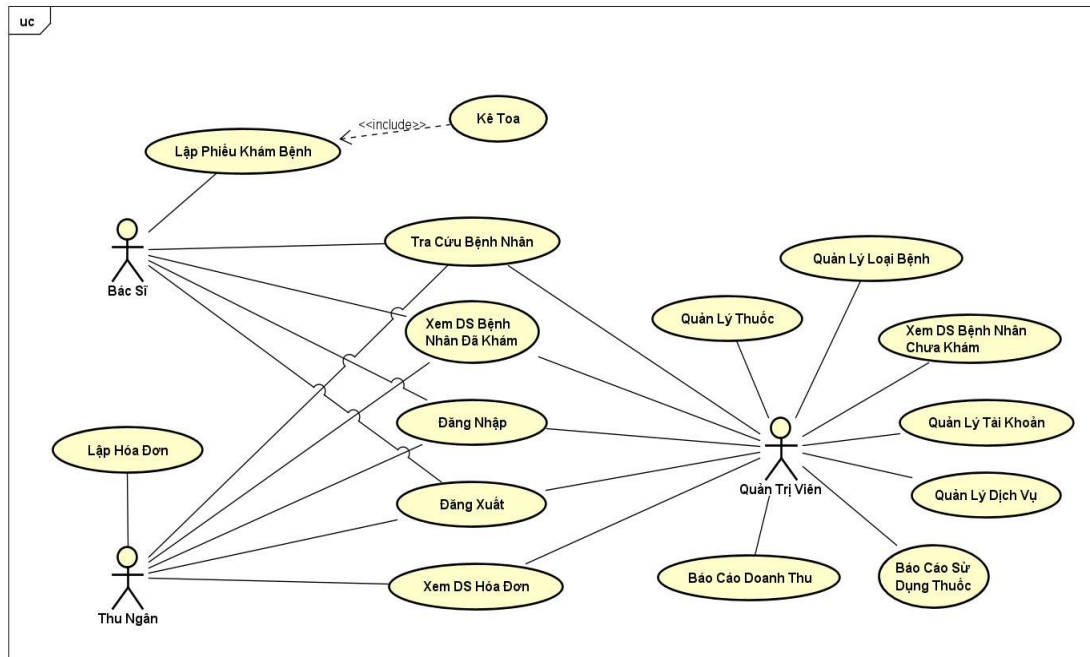 uc
<<include>>
Kê Toa
Lập Phiếu Khám Bệnh
Tra Cứu Bệnh Nhân
Bác Sĩ
Quản Lý Loại Bệnh
Quản Lý Thuốc
Xem DS Bệnh
Nhân Đã Khám
Xem DS Bệnh Nhân
Chưa Khám
Đăng Nhập
Quản Lý Tài Khoản
Lập Hóa Đơn
Quản Trị Viên
Đăng Xuất
Quản Lý Dịch Vụ
Xem DS Hóa Đơn
Báo Cáo Doanh Thu
Báo Cáo Sử
Dụng Thuốc
Thu Ngân